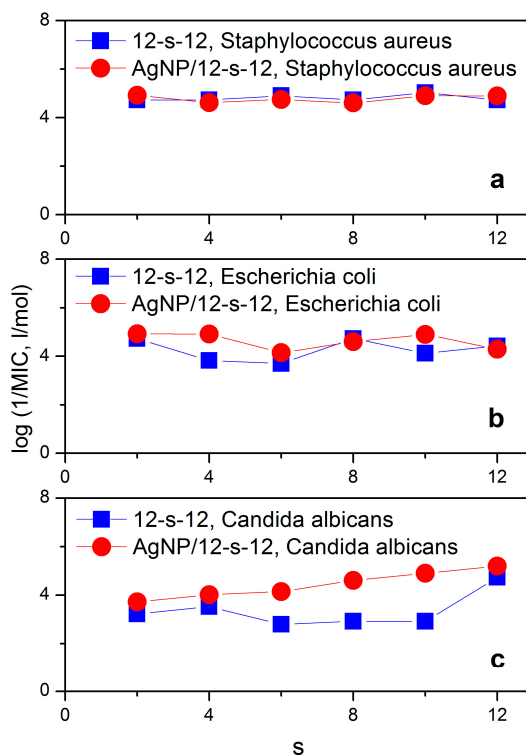 8
12-s-12, Staphylococcus aureus
AgNP/12-s-12, Staphylococcus aureus
4
a
0
0 4 8 12
8
12-s-12, Escherichia coli
AgNP/12-s-12, Escherichia coli
4
b
0
0 4 8 12
log (1/MIC, l/mol)
8
12-s-12, Candida albicans
AgNP/12-s-12, Candida albicans
4
c
0
0 4 8 12
s